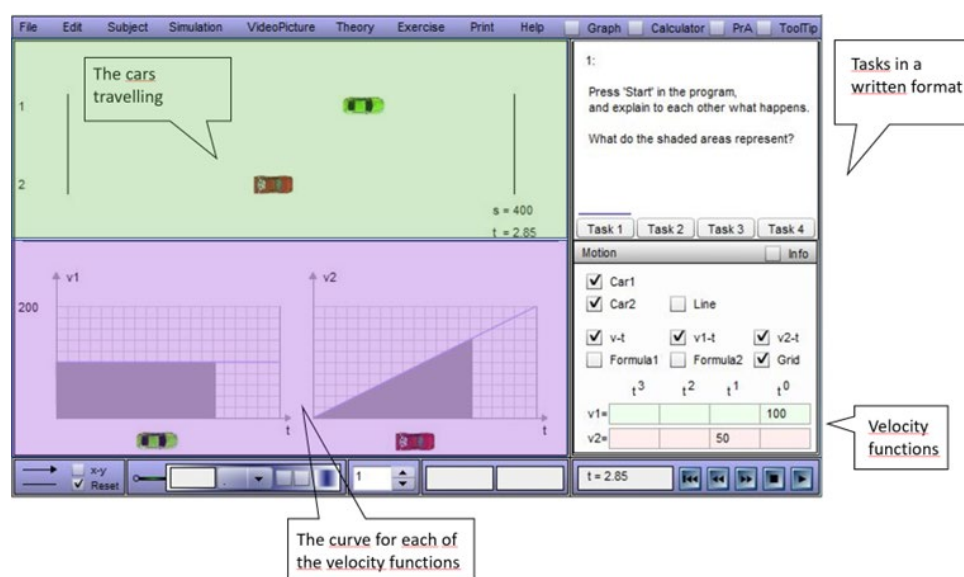 File Edit Subject Simulation VideoPicture Theory Exercise Print Help Graph Calculator PrA ToolTip
The cars
travelling
1
2
s = 400
t = 2.85
1:
Press 'Start' in the program,
and explain to each other what happens.
What do the shaded areas represent?
Task 1 Task 2 Task 3 Task 4
Tasks in a
written format
v1
200
t
v2
t
Motion Info
Car1
Car2 Line
v-t v1-t v2-t
Formula1 Formula2 Grid
t3 t2 t1 t0
v1= 100
v2= 50
Velocity
functions
x-y
Reset
1
t = 2.85
The curve for each of
the velocity functions